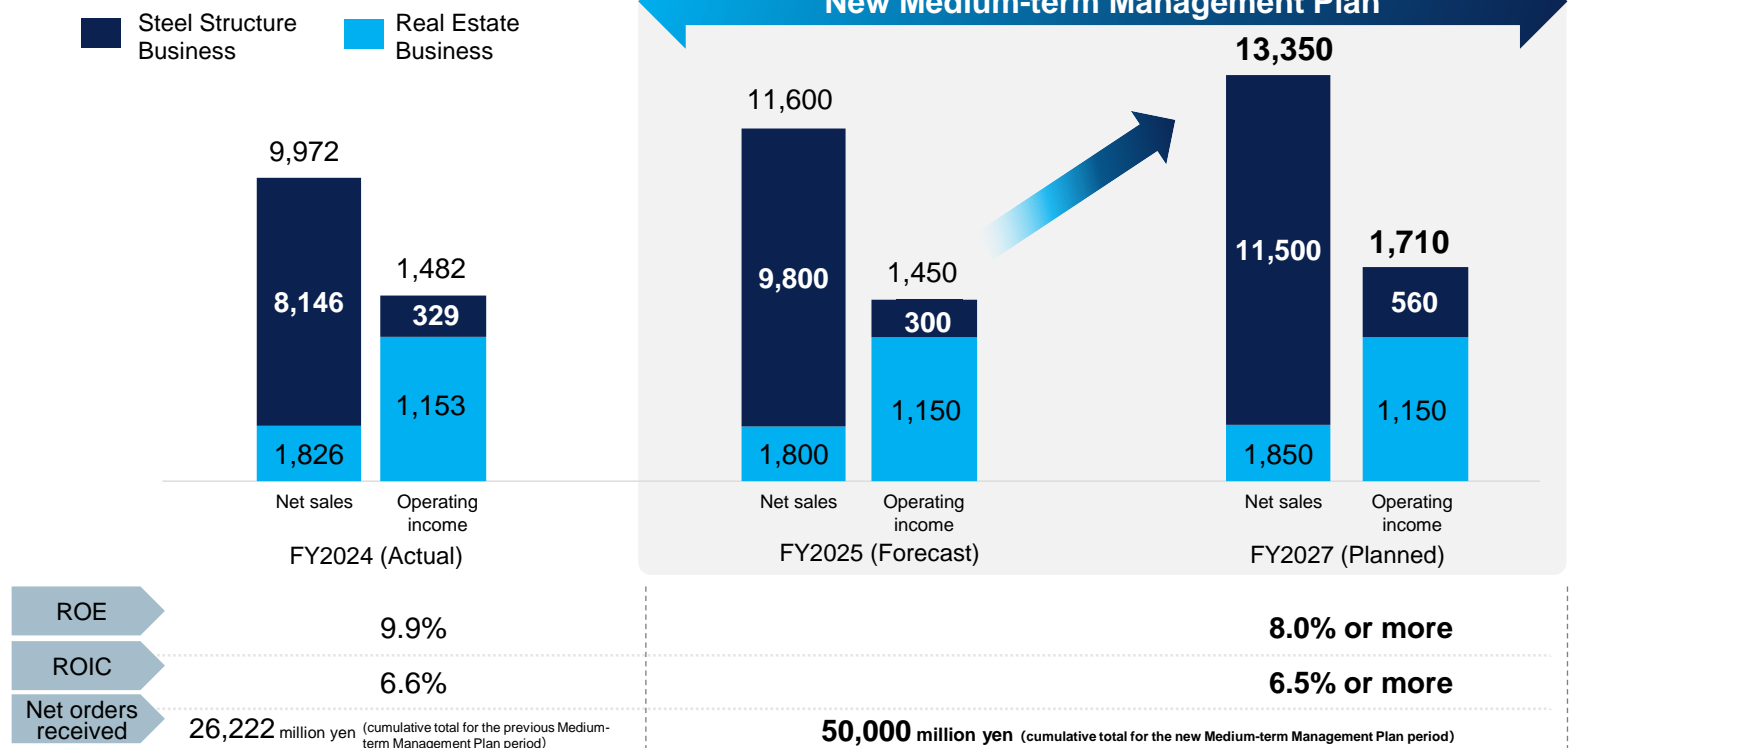 Steel Structure
Business
Real Estate
Business
New Medium-term Management Plan
9,972
8,146
1,826
1,482
329
1,153
11,600
9,800
1,800
1,450
300
1,150
13,350
11,500
1,850
1,710
560
1,150
Net sales
Operating
income
Net sales
Operating
income
Net sales
Operating
income
FY2024 (Actual)
FY2025 (Forecast)
FY2027 (Planned)
ROE
9.9%
8.0% or more
ROIC
6.6%
6.5% or more
Net orders
received
26,222 million yen (cumulative total for the previous Medium-
term Management Plan period)
50,000 million yen (cumulative total for the new Medium-term Management Plan period)